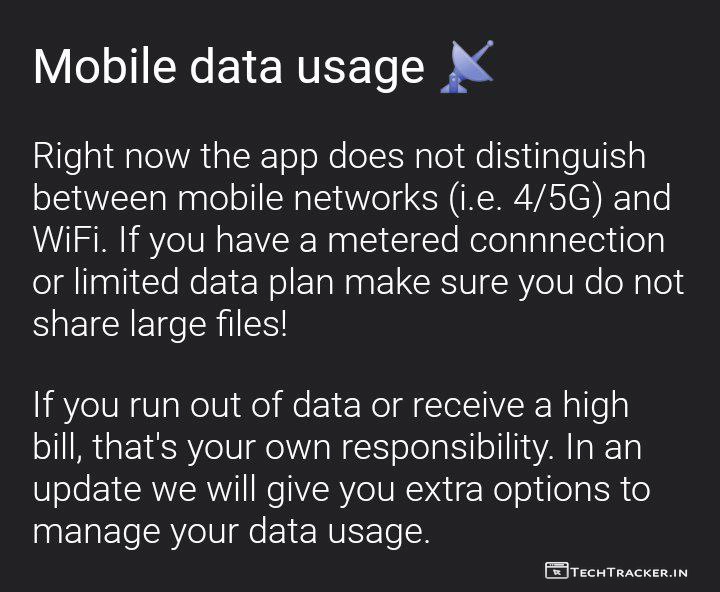 Mobile data usage 📡
Right now the app does not distinguish
between mobile networks (i.e. 4/5G) and
WiFi. If you have a metered connnection
or limited data plan make sure you do not
share large files!
If you run out of data or receive a high
bill, that's your own responsibility. In an
update we will give you extra options to
manage your data usage.
TECHTRACKER.IN